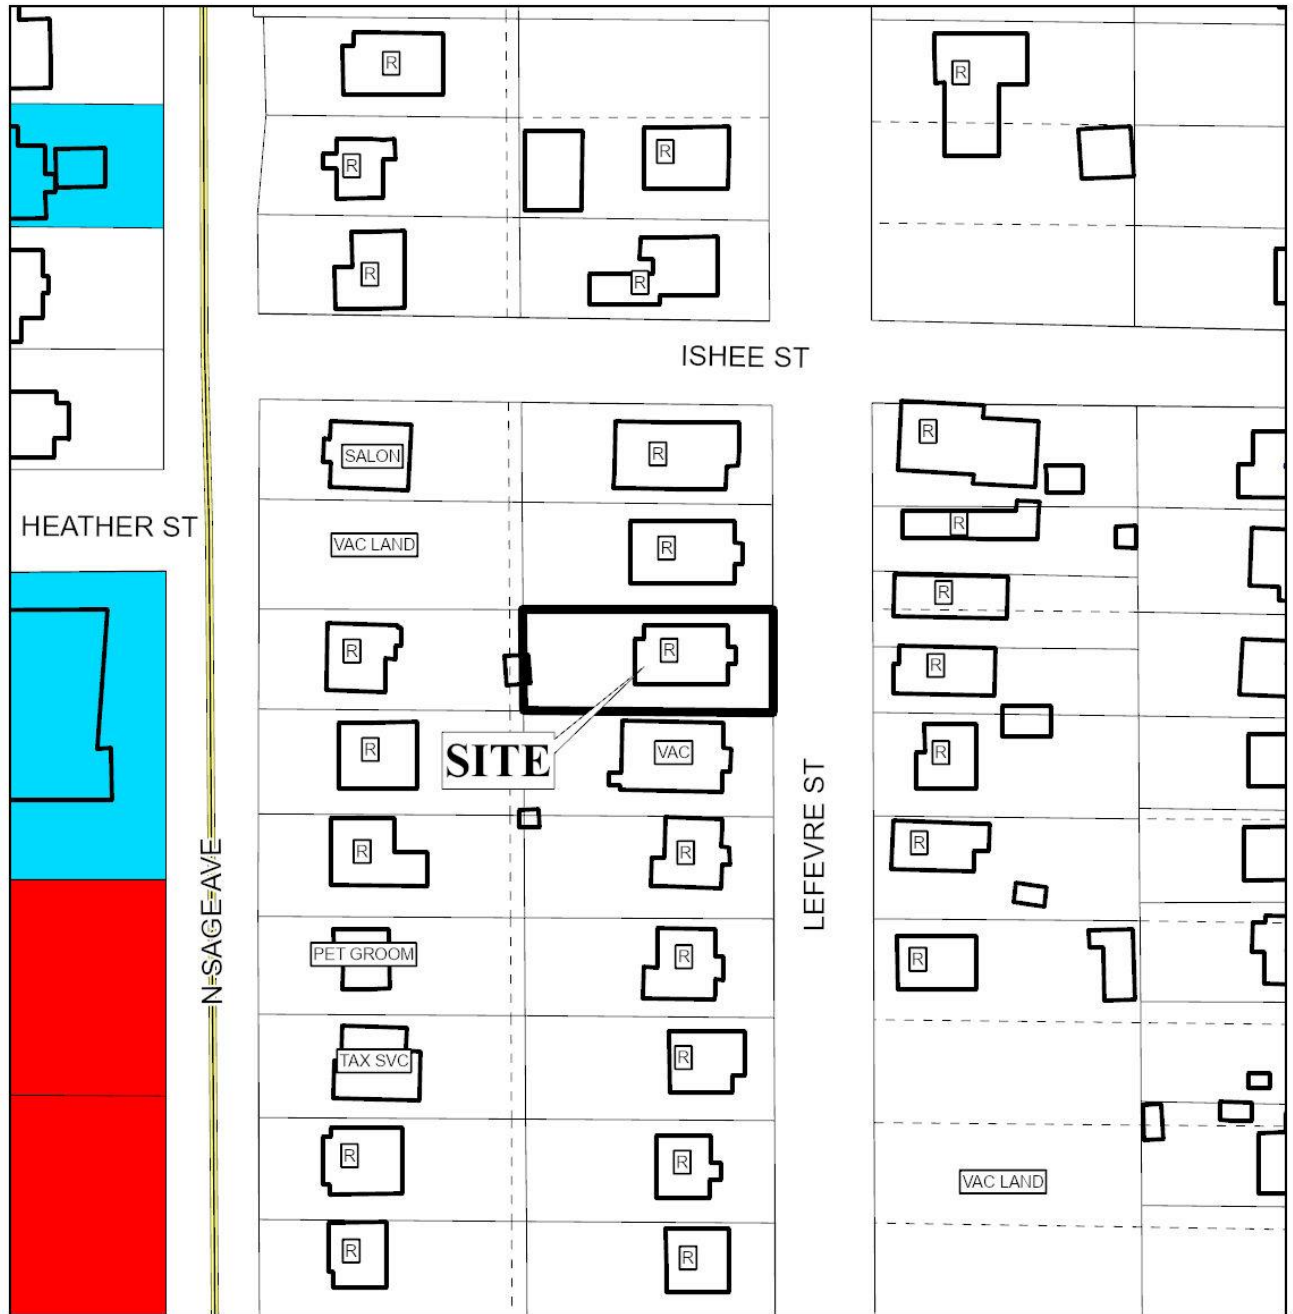 R
R
R
R
R
R
ISHEE ST
SALON
R
R
HEATHER ST
VAC LAND
R
R
R
R
R
R
SITE
R
VAC
R
LEFEVRE ST
N SAGE AVE
R
R
R
PET GROOM
R
R
TAX SVC
R
R
R
VAC LAND
R
R